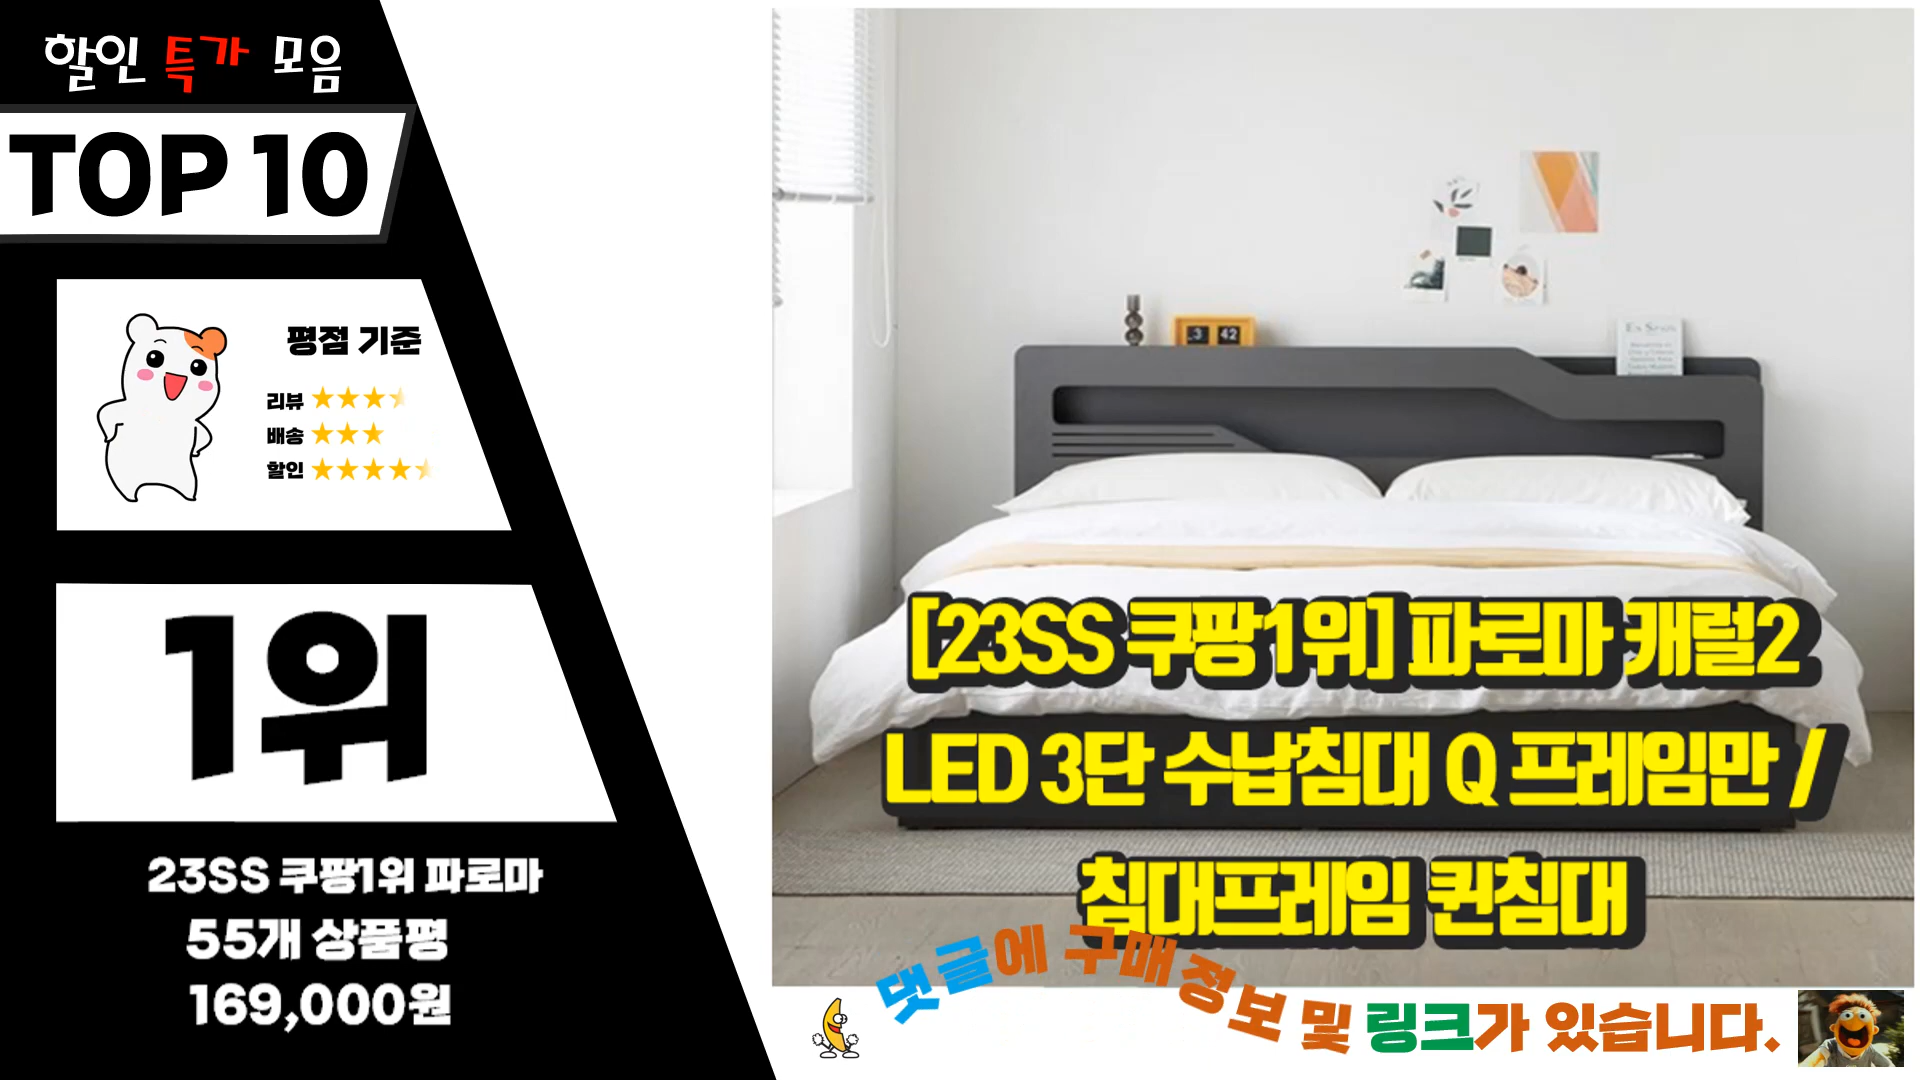 할인 특가 모음
TOP 10
평점 기준
리뷰
배송
할인
1위
23SS 쿠팡1위 파로마
55개 상품평
169,000원
3 42
[23SS 쿠팡1위] 파로마 캐럴2
LED 3단 수납침대 Q 프레임만 /
침대프레임 퀸침대
댓글에 구매 정보 및 링크가 있습니다.